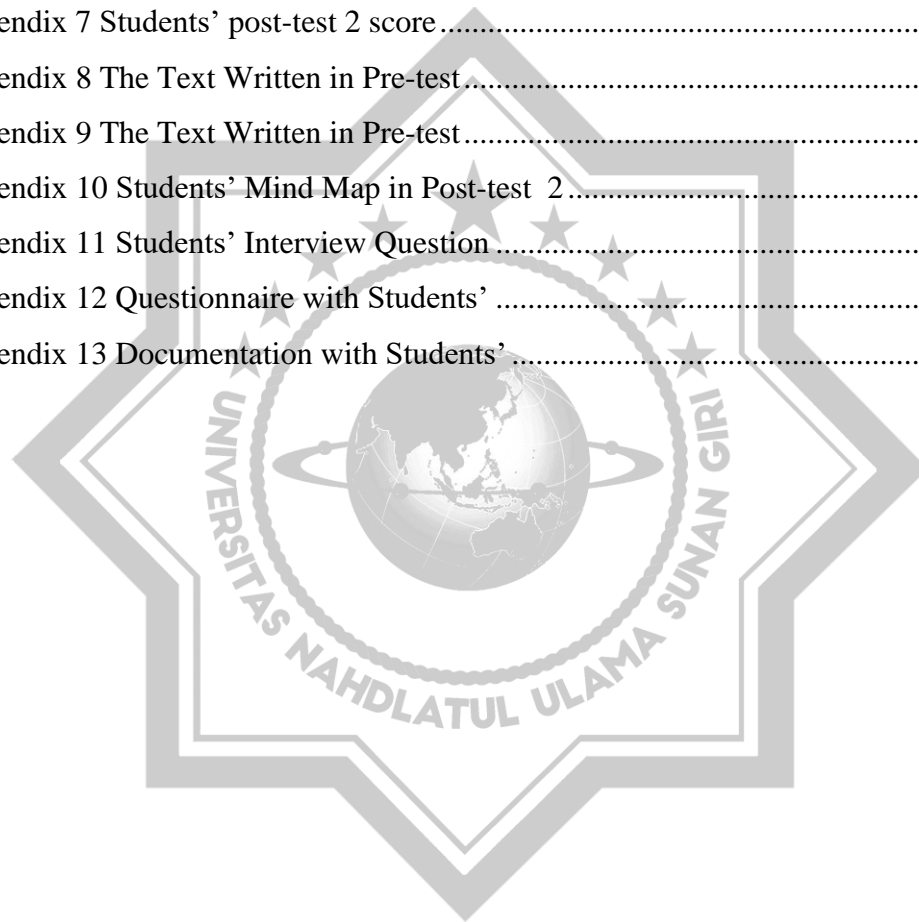 endix 7 Students’ post-test 2 score
endix 8 The Text Written in Pre-test
endix 9 The Text Written in Pre-test
endix 10 Students’ Mind Map in Post-test 2
endix 11 Students’ Interview Question
endix 12 Questionnaire with Students’
endix 13 Documentation with Students’
UNIVERSITAS NAHDLATUL ULAMA SUNAN GIRI